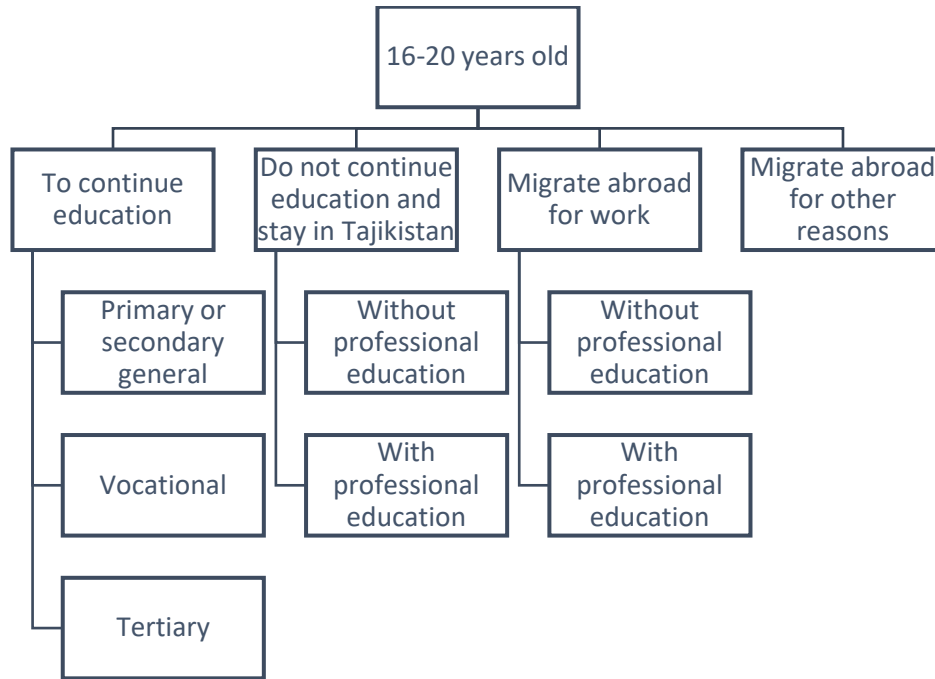 16-20 years old
To continue
education
Do not continue
education and
stay in Tajikistan
Migrate abroad
for work
Migrate abroad
for other
reasons
Primary or
secondary
general
Vocational
Tertiary
Without
professional
education
With
professional
education
Without
professional
education
With
professional
education